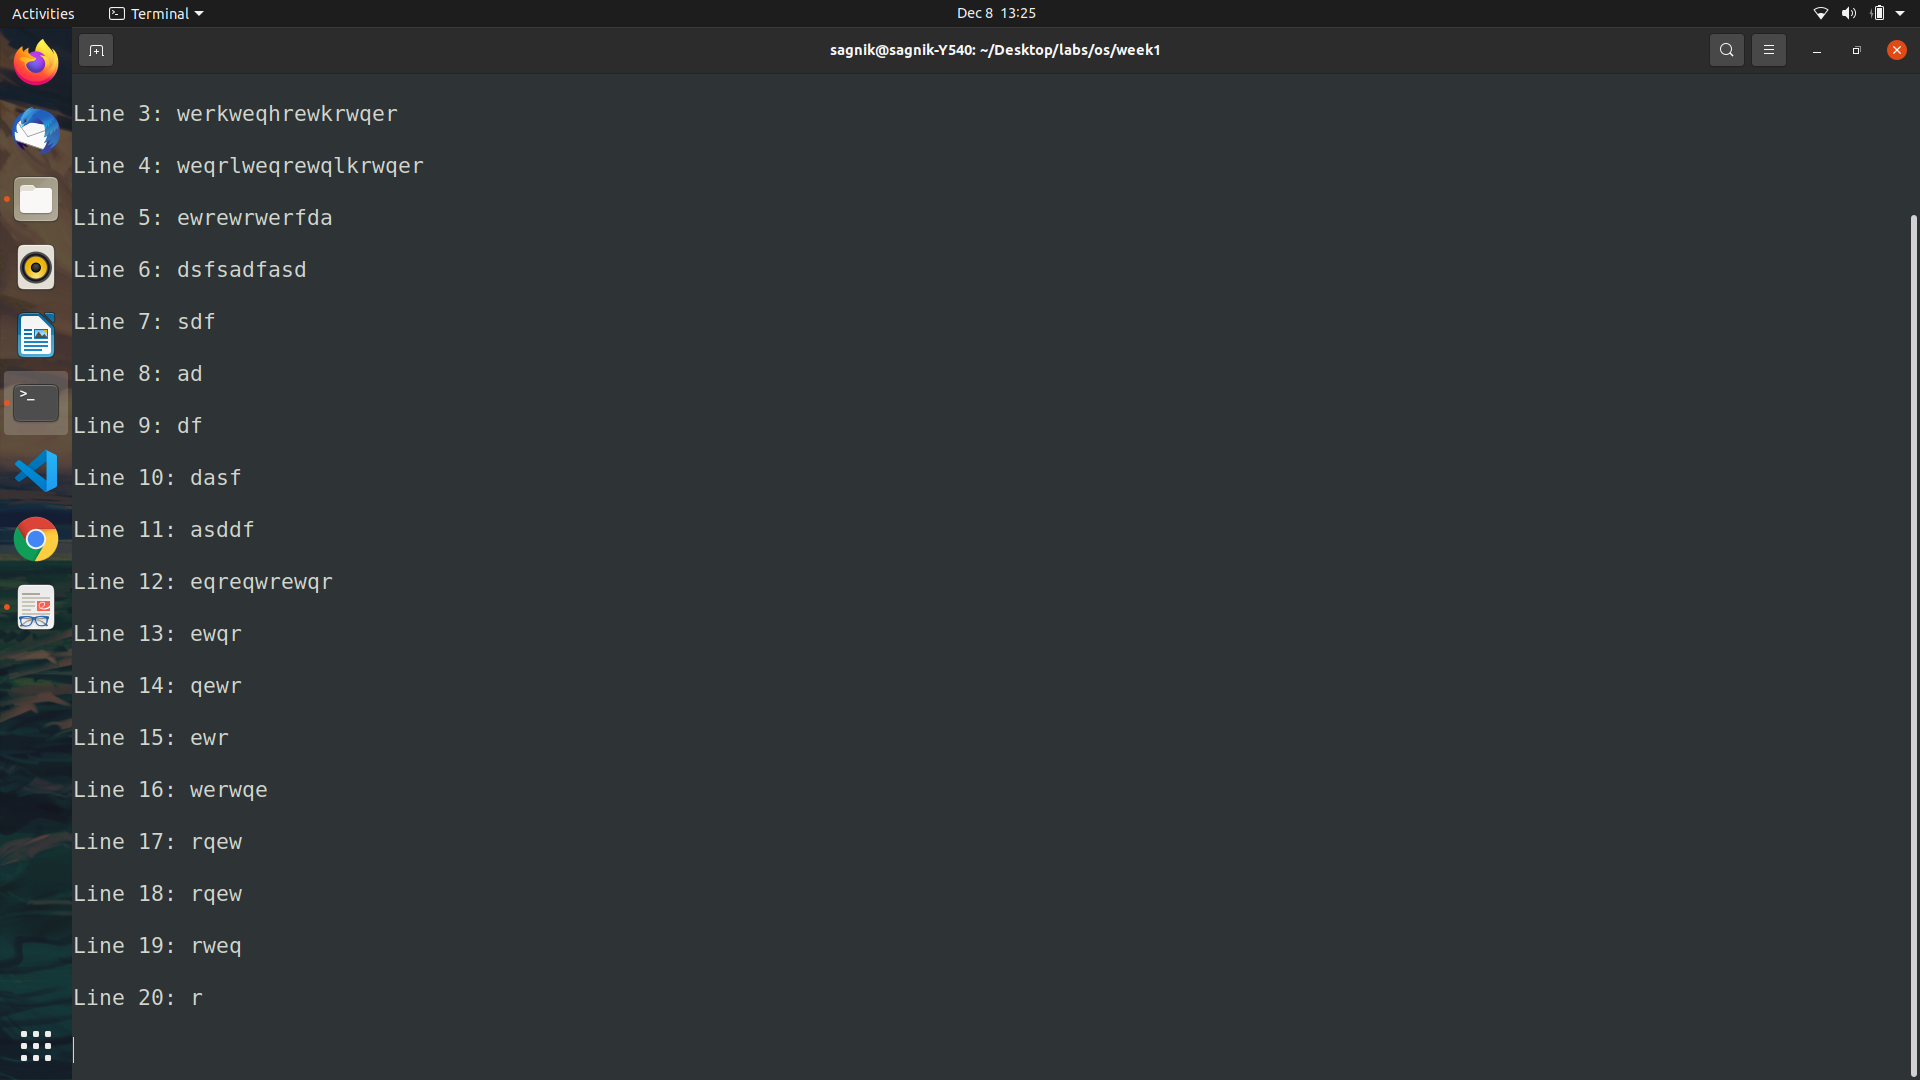 Activities
Terminal
Dec 8 13:25
sagnik@sagnik-Y540: ~/Desktop/labs/os/week1
Line 3: werkweqhrewkrwqer
Line 4: weqrlweqrewqlkrwqer
Line 5: ewrewrwerfda
Line 6: dsfsadfasd
Line 7: sdf
Line 8: ad
Line 9: df
Line 10: dasf
Line 11: asddf
Line 12: eqreqwrewqr
Line 13: ewqr
Line 14: qewr
Line 15: ewr
Line 16: werwqe
Line 17: rqew
Line 18: rqew
Line 19: rweq
Line 20: r